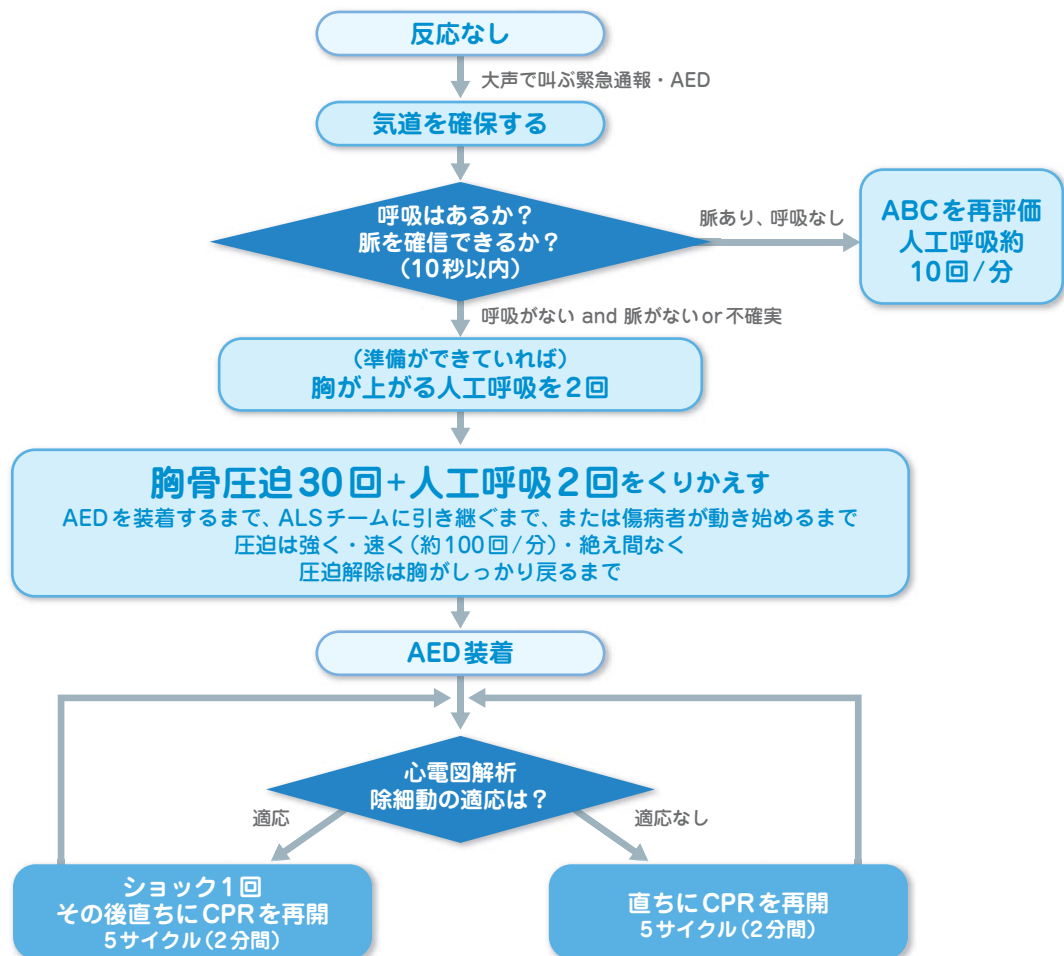 反応なし
大声で叫ぶ緊急通報・AED
気道を確保する
呼吸はあるか?
脈を確信できるか?
(10秒以内)
脈あり、呼吸なし
ABCを再評価
人工呼吸約
10回/分
呼吸がない and 脈がないor不確実
(準備ができていれば)
胸が上がる人工呼吸を2回
胸骨圧迫30回+人工呼吸2回をくりかえす
AEDを装着するまで、ALSチームに引き継ぐまで、または傷病者が動き始めるまで
圧迫は強く・速く(約100回/分)・絶え間なく
圧迫解除は胸がしっかり戻るまで
AED装着
心電図解析
除細動の適応は?
適応
適応なし
ショック1回
その後直ちにCPRを再開
5サイクル(2分間)
直ちにCPRを再開
5サイクル(2分間)